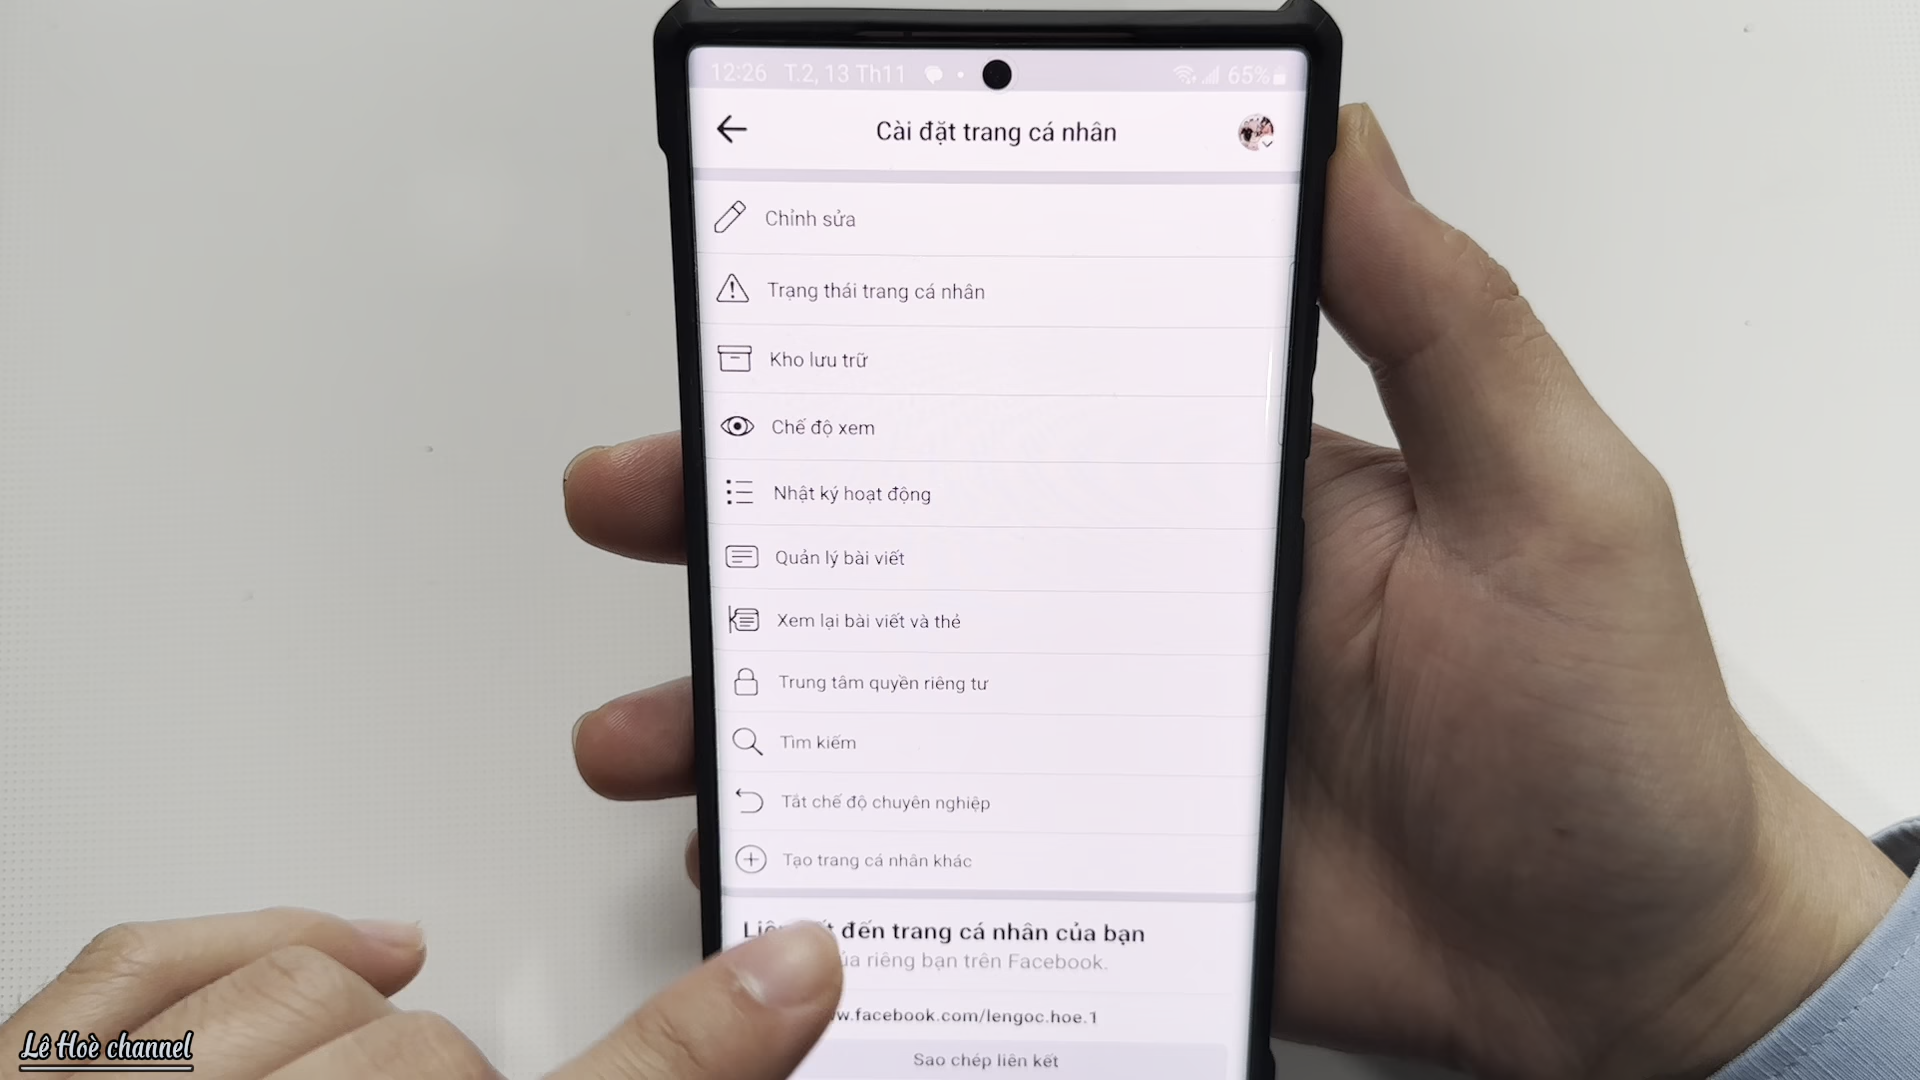 12:26 T.2, 13 Th11 65%
Cài đặt trang cá nhân
Chỉnh sửa
Trạng thái trang cá nhân
Kho lưu trữ
Chế độ xem
Nhật ký hoạt động
Quản lý bài viết
Xem lại bài viết và thẻ
Trung tâm quyền riêng tư
Tìm kiếm
Tắt chế độ chuyên nghiệp
Tạo trang cá nhân khác
đến trang cá nhân của bạn
riêng bạn trên Facebook.
facebook.com/lengoc.hoe.1
Sao chép liên kết
Lê Hoè channel